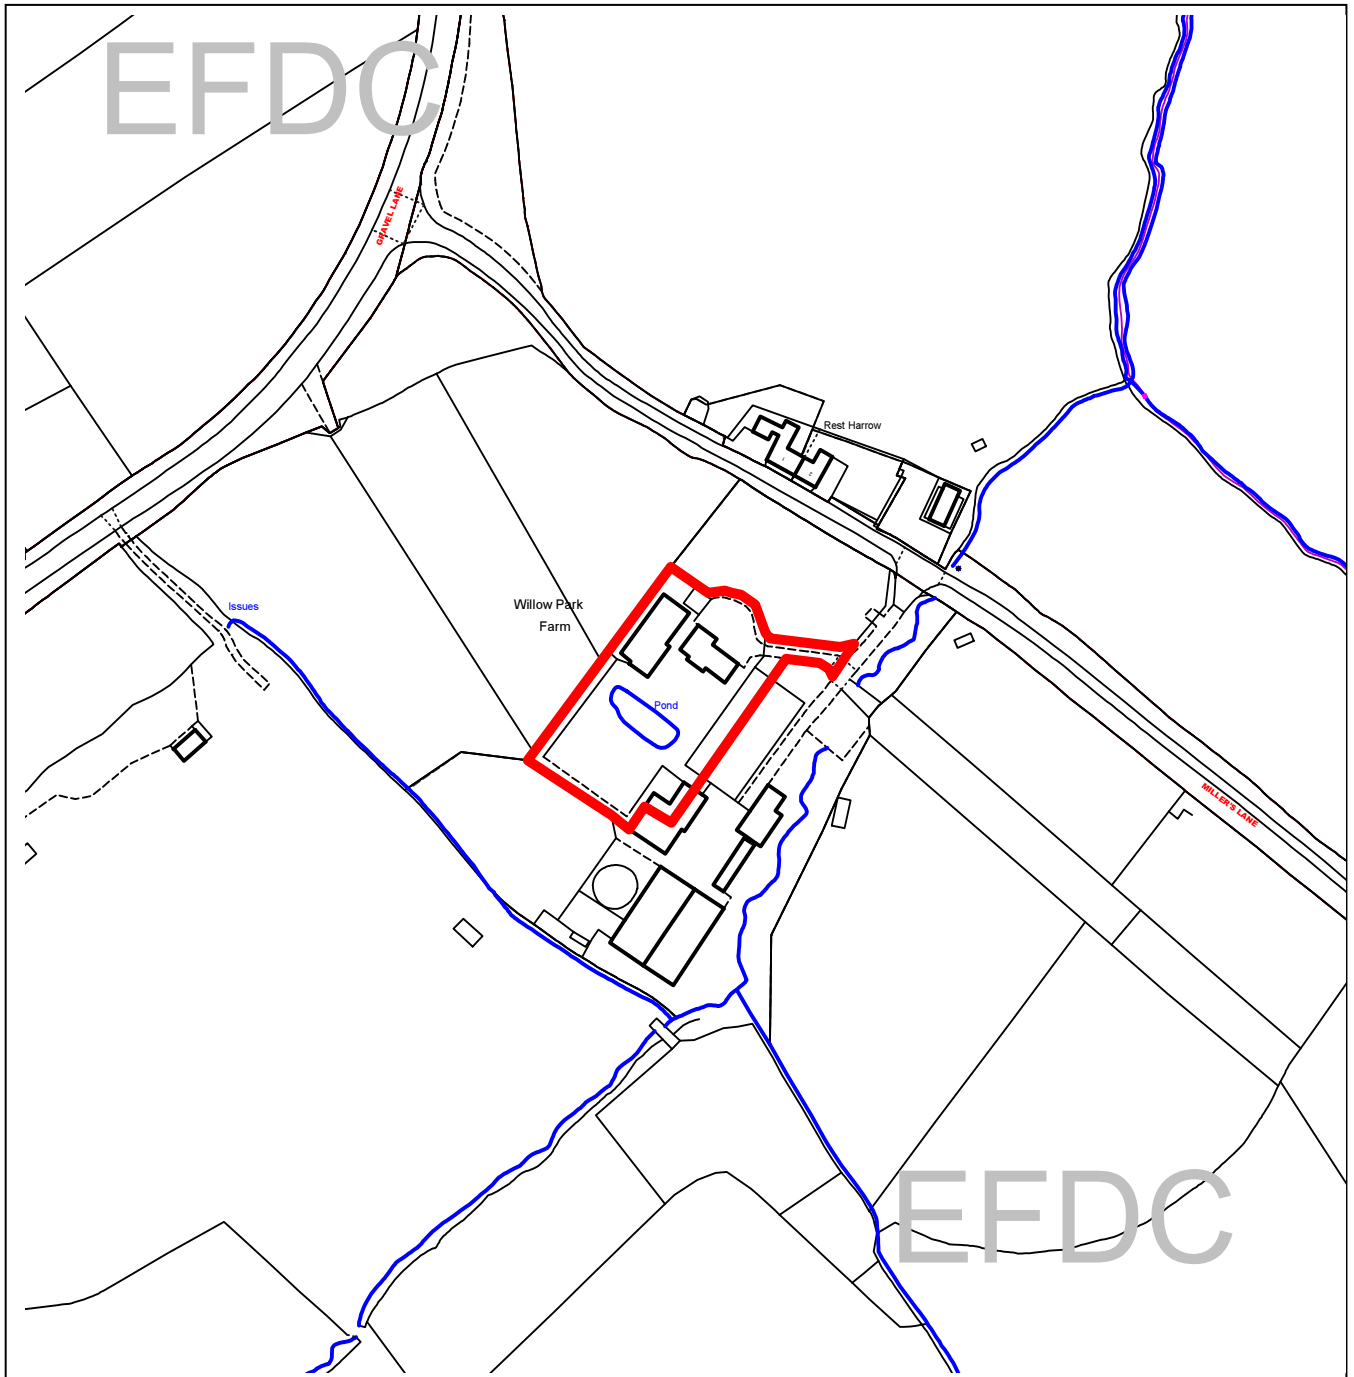 EFDC
GRAVEL LANE
Rest Harrow
Willow Park
Farm
Issues
Pond
MILLER'S LANE
EFDC